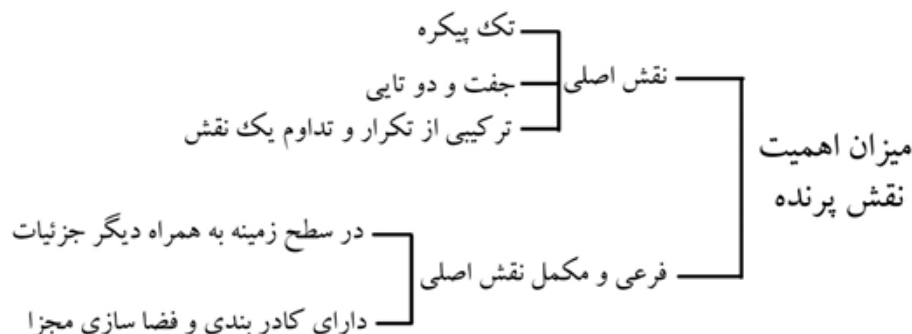 میزان اهمیت
نقش پرنده
نقش اصلی
تک پیکره
جفت و دو تایی
ترکیبی از تکرار و تداوم یک نقش
فرعی و مکمل نقش اصلی
در سطح زمینه به همراه دیگر جزئیات
دارای کادر بندی و فضا سازی مجزا